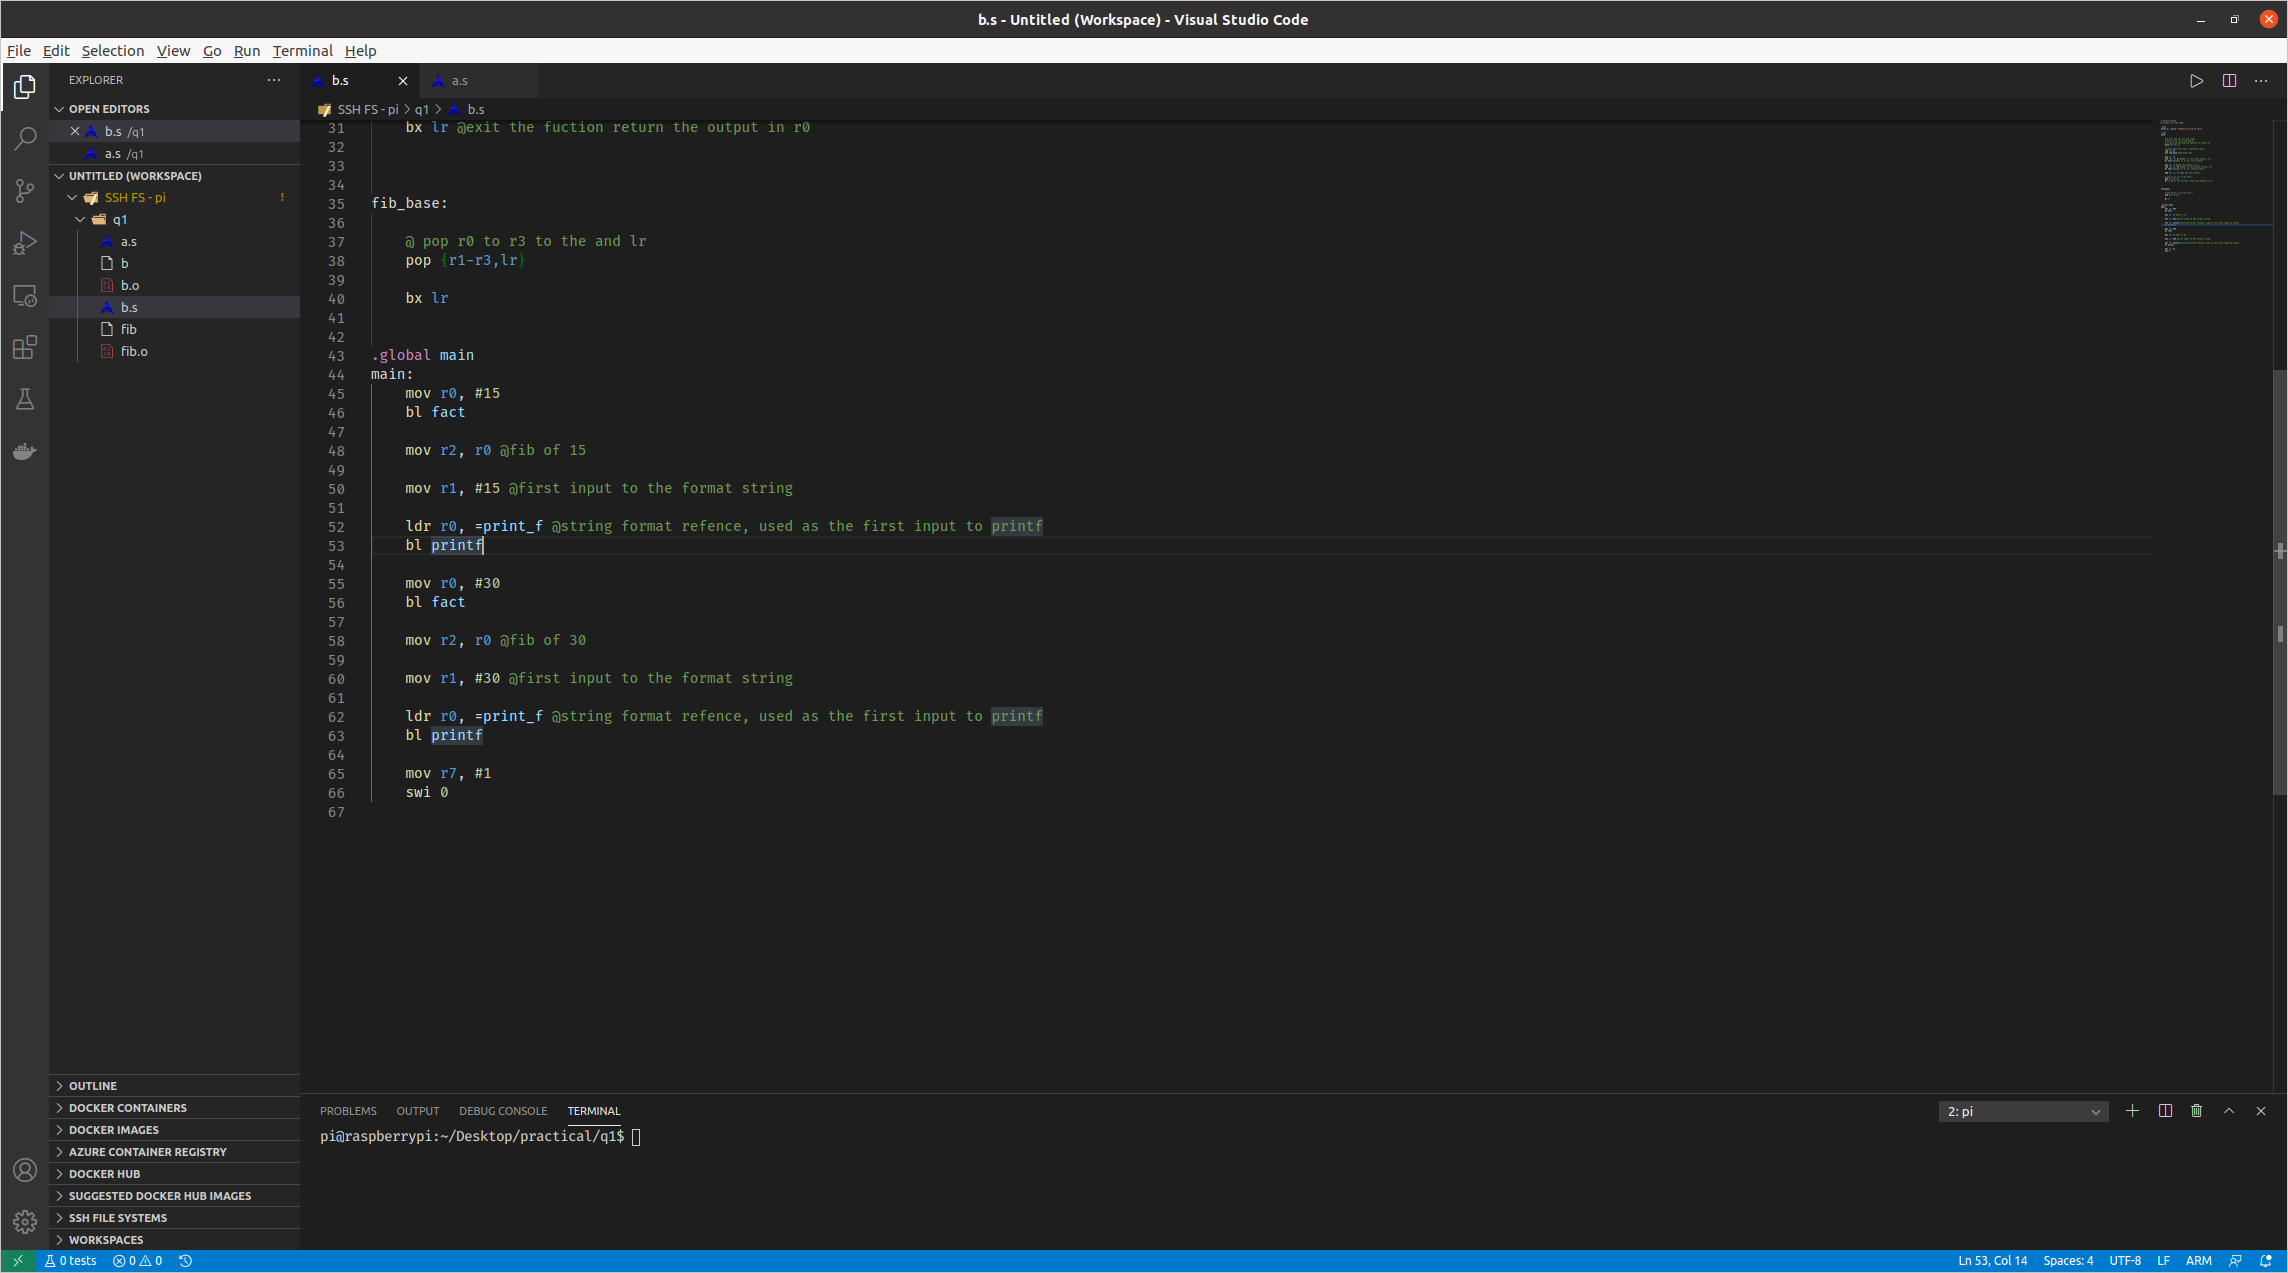 b.s - Untitled (Workspace) - Visual Studio Code
File Edit Selection View Go Run Terminal Help
EXPLORER
OPEN EDITORS
b.s /q1
a.s /q1
UNTITLED (WORKSPACE)
SSH FS - pi !
q1
a.s
b
b.o
b.s
fib
fib.o
OUTLINE
DOCKER CONTAINERS
DOCKER IMAGES
AZURE CONTAINER REGISTRY
DOCKER HUB
SUGGESTED DOCKER HUB IMAGES
SSH FILE SYSTEMS
WORKSPACES
b.s a.s
SSH FS - pi > q1 > b.s
31 bx lr @exit the fuction return the output in r0
32
33
34
35 fib_base:
36
37 @ pop r0 to r3 to the and lr
38 pop {r1-r3,lr}
39
40 bx lr
41
42
43 .global main
44 main:
45 mov r0, #15
46 bl fact
47
48 mov r2, r0 @fib of 15
49
50 mov r1, #15 @first input to the format string
51
52 ldr r0, =print_f @string format refence, used as the first input to printf
53 bl printf
54
55 mov r0, #30
56 bl fact
57
58 mov r2, r0 @fib of 30
59
60 mov r1, #30 @first input to the format string
61
62 ldr r0, =print_f @string format refence, used as the first input to printf
63 bl printf
64
65 mov r7, #1
66 swi 0
67
PROBLEMS OUTPUT DEBUG CONSOLE TERMINAL 2: pi
pi@raspberrypi:~/Desktop/practical/q1$
0 tests 0 0 Ln 53, Col 14 Spaces: 4 UTF-8 LF ARM